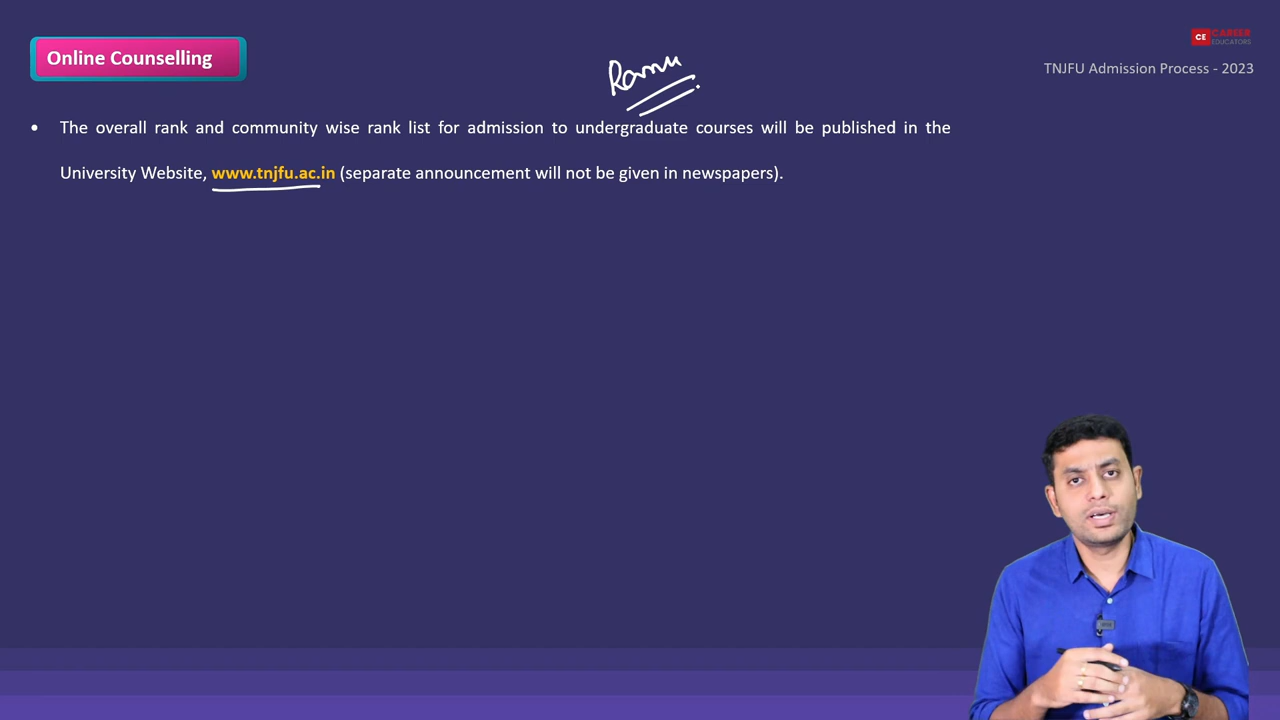 Online Counselling
Ramu
CE CAREER
EDUCATORS
TNJFU Admission Process - 2023
• The overall rank and community wise rank list for admission to undergraduate courses will be published in the
University Website, www.tnjfu.ac.in (separate announcement will not be given in newspapers).